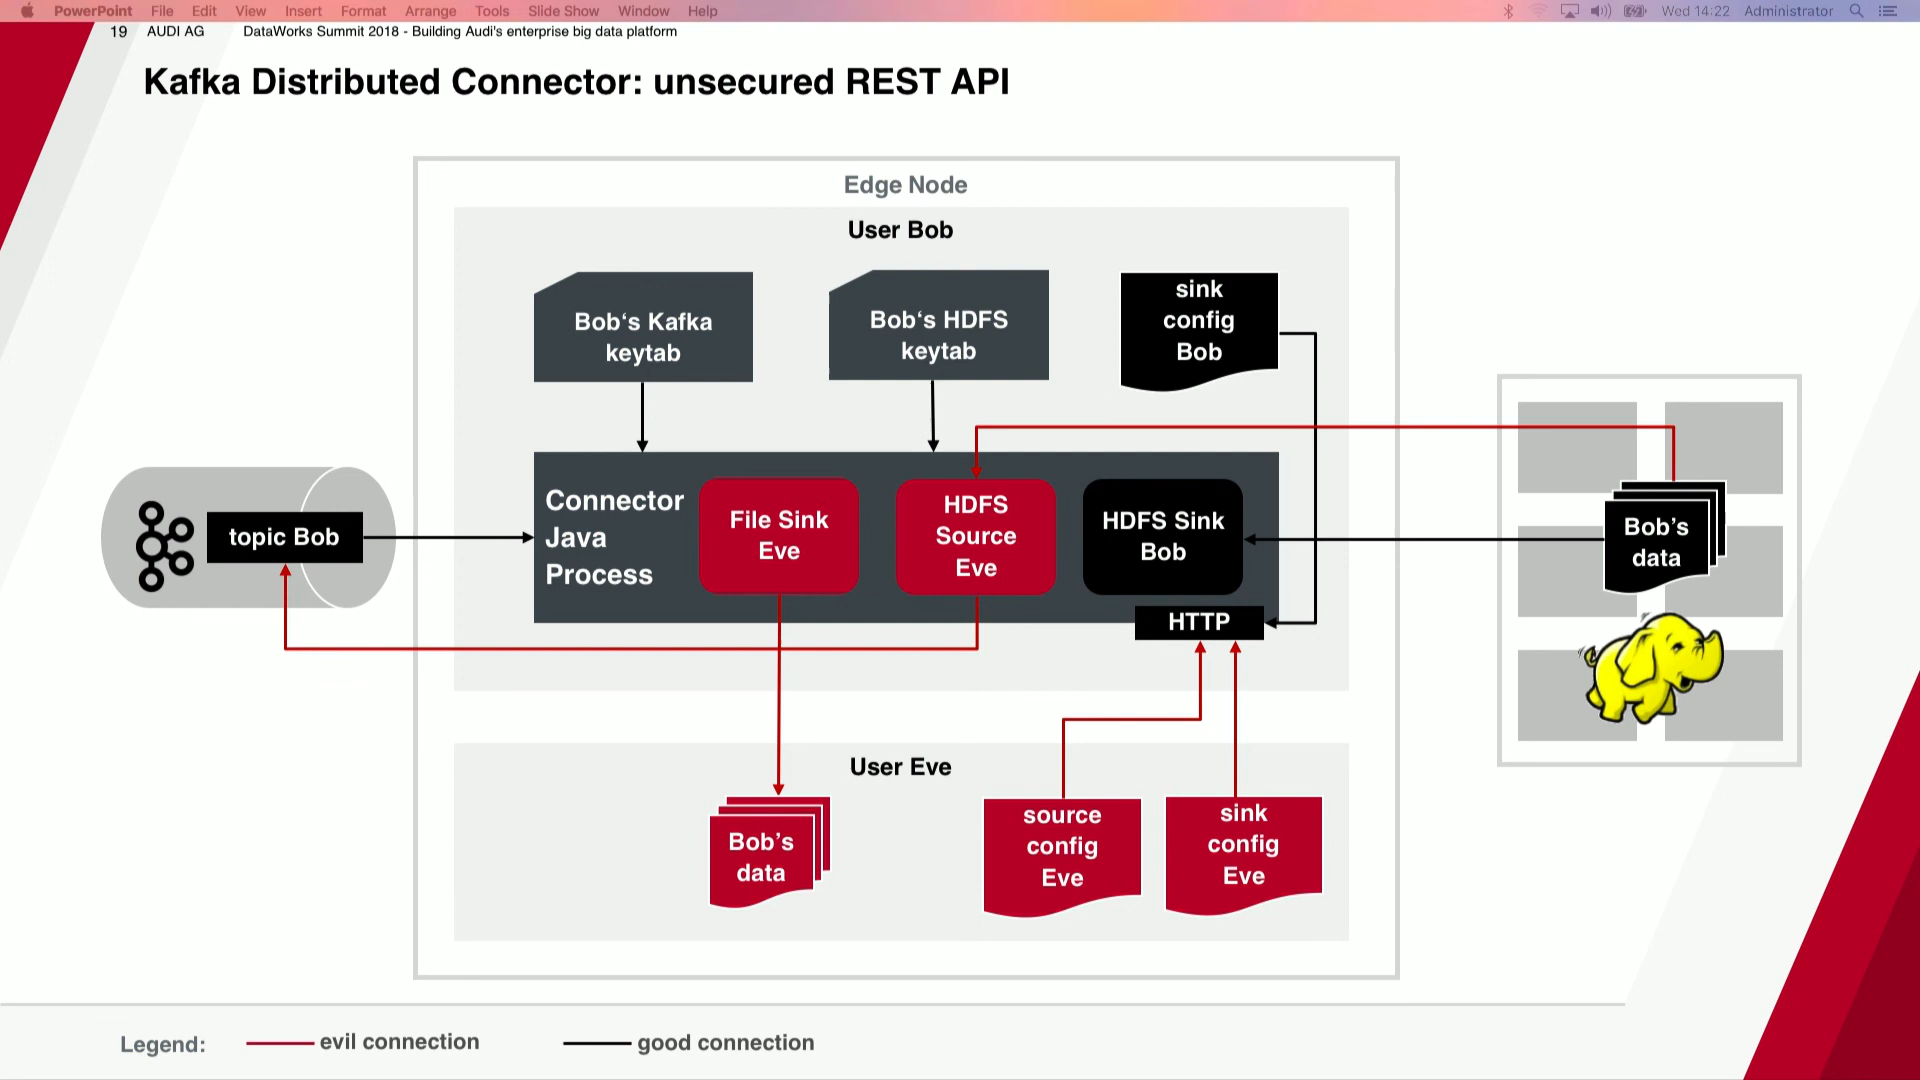 PowerPoint File Edit View Insert Format Arrange Tools Slide Show Window Help Wed 14:22 Administrator
19 AUDI AG DataWorks Summit 2018 - Building Audi's enterprise big data platform
Kafka Distributed Connector: unsecured REST API
Edge Node
User Bob
Bob‘s Kafka
keytab
Bob‘s HDFS
keytab
sink
config
Bob
topic Bob
Connector
Java
Process
File Sink
Eve
HDFS
Source
Eve
HDFS Sink
Bob
HTTP
Bob’s
data
User Eve
Bob’s
data
source
config
Eve
sink
config
Eve
Legend: evil connection good connection